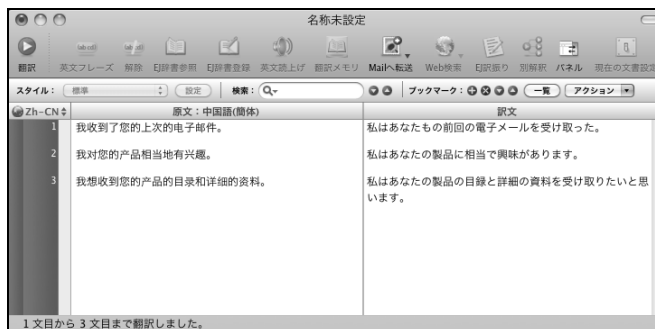 名称未設定
翻訳 英文フレーズ 解除 EJ辞書参照 EJ辞書登録 英文読上げ 翻訳メモリ Mailへ転送 Web検索 EJ訳振り 別解釈 パネル 現在の文書設定
スタイル： 標準 設定 検索： ブックマーク： 一覧 アクション
Zh-CN 原文：中国語(簡体) 訳文
1 我收到了您的上次的电子邮件。 私はあなたもの前回の電子メールを受け取った。
2 我对您的产品相当地有兴趣。 私はあなたの製品に相当で興味があります。
3 我想收到您的产品的目录和详细的资料。 私はあなたの製品の目録と詳細の資料を受け取りたいと思
います。
1 文目から 3 文目まで翻訳しました。